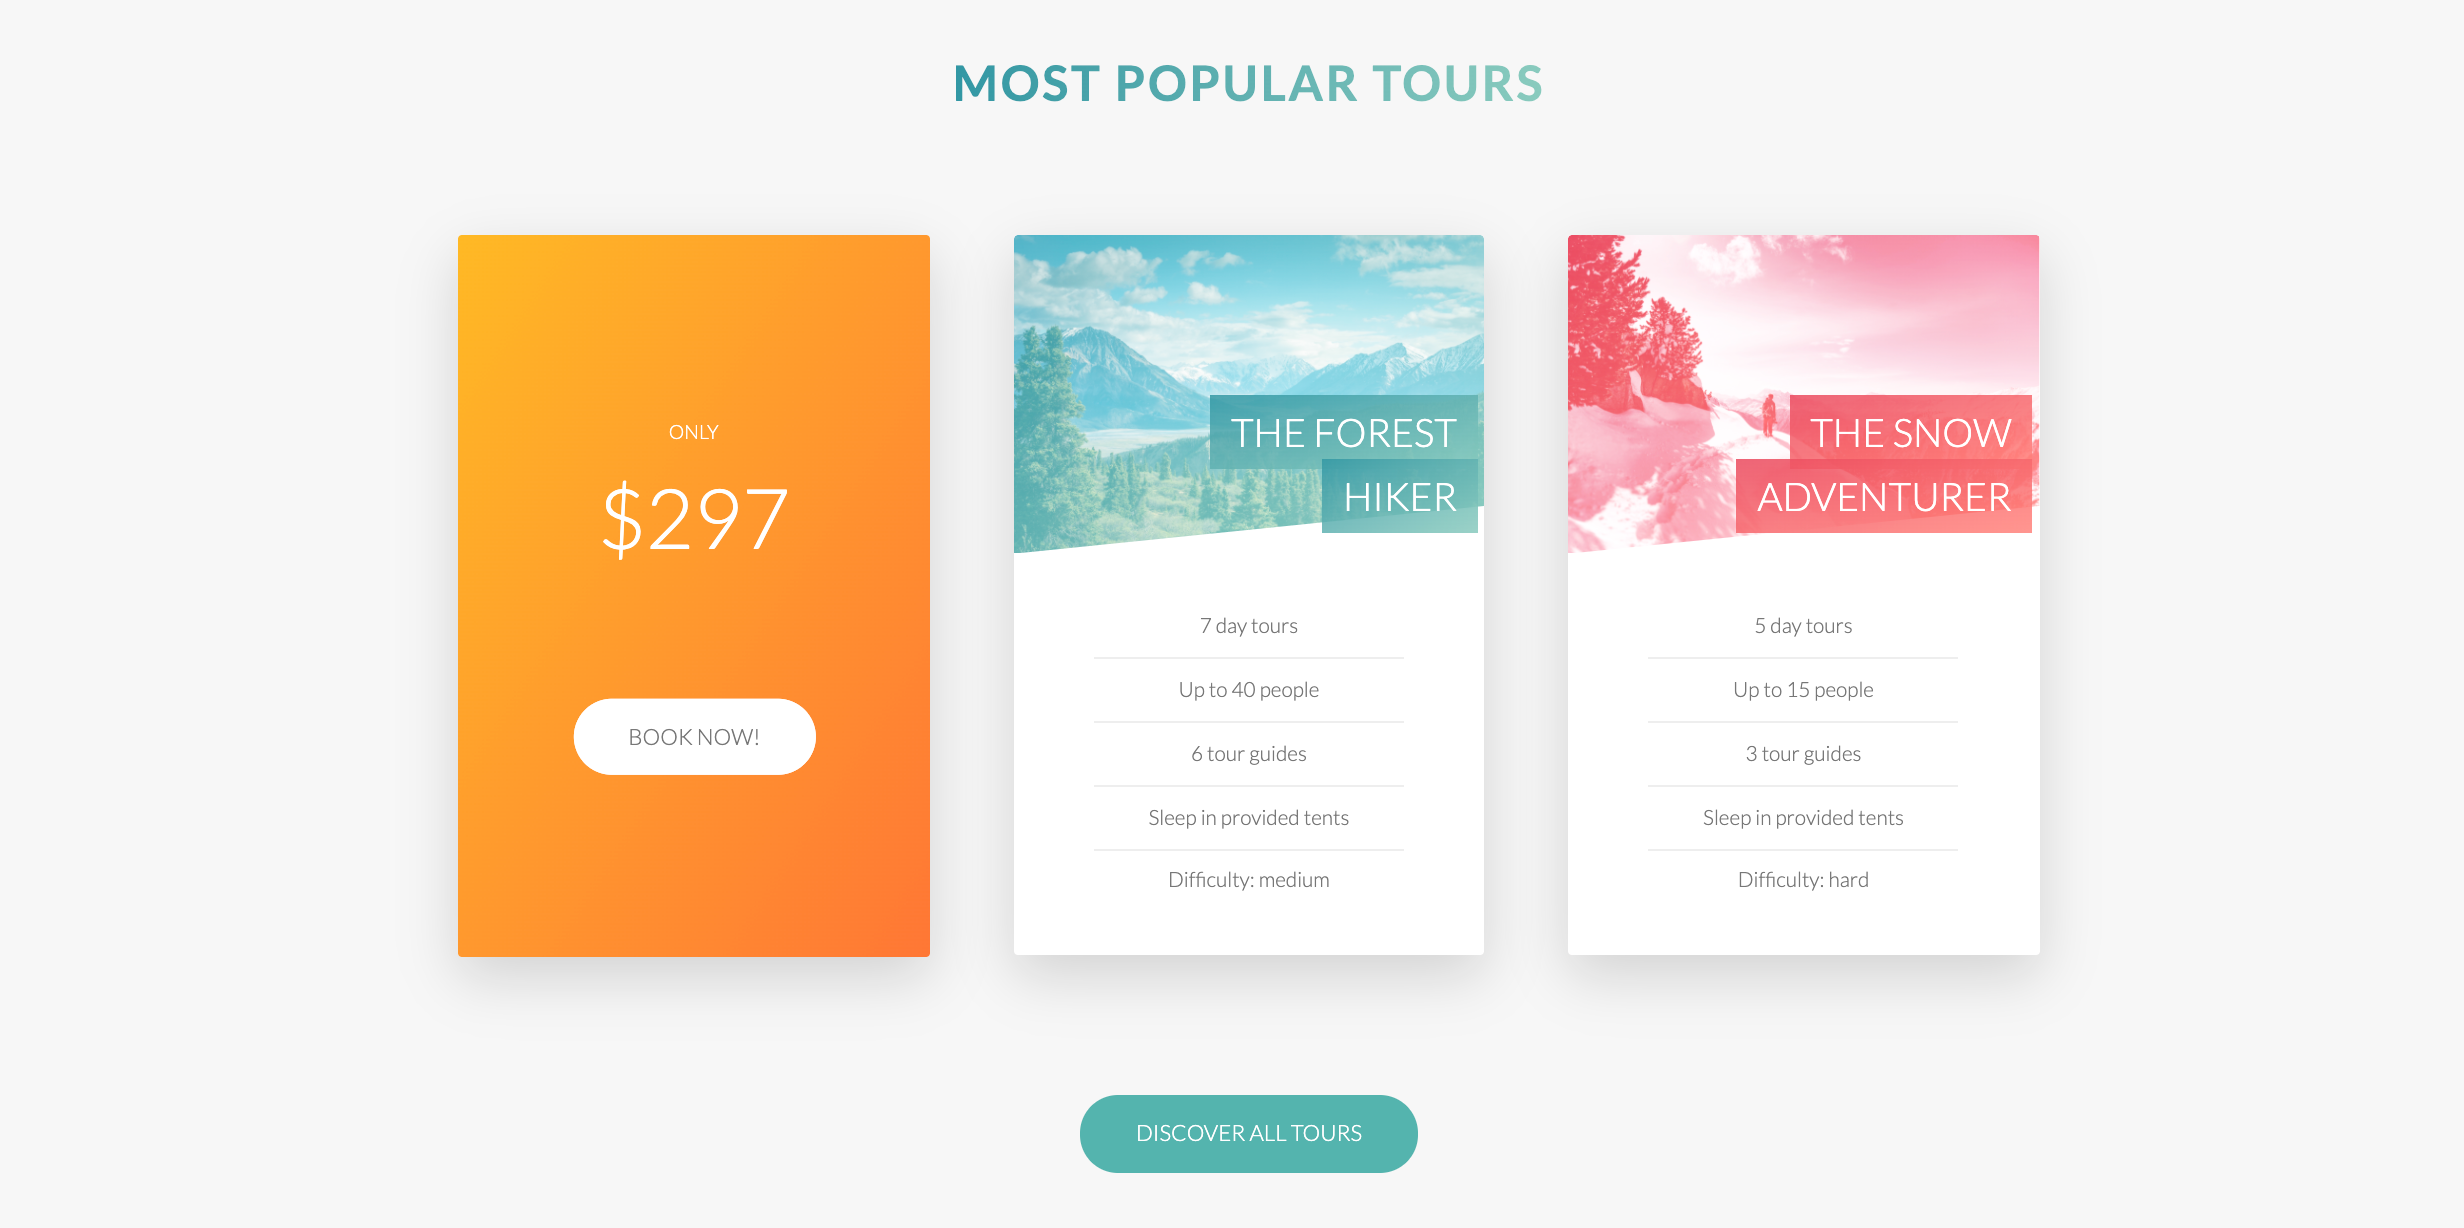 MOST POPULAR TOURS
ONLY
$297
BOOK NOW!
THE FOREST
HIKER
7 day tours
Up to 40 people
6 tour guides
Sleep in provided tents
Difficulty: medium
THE SNOW
ADVENTURER
5 day tours
Up to 15 people
3 tour guides
Sleep in provided tents
Difficulty: hard
DISCOVER ALL TOURS